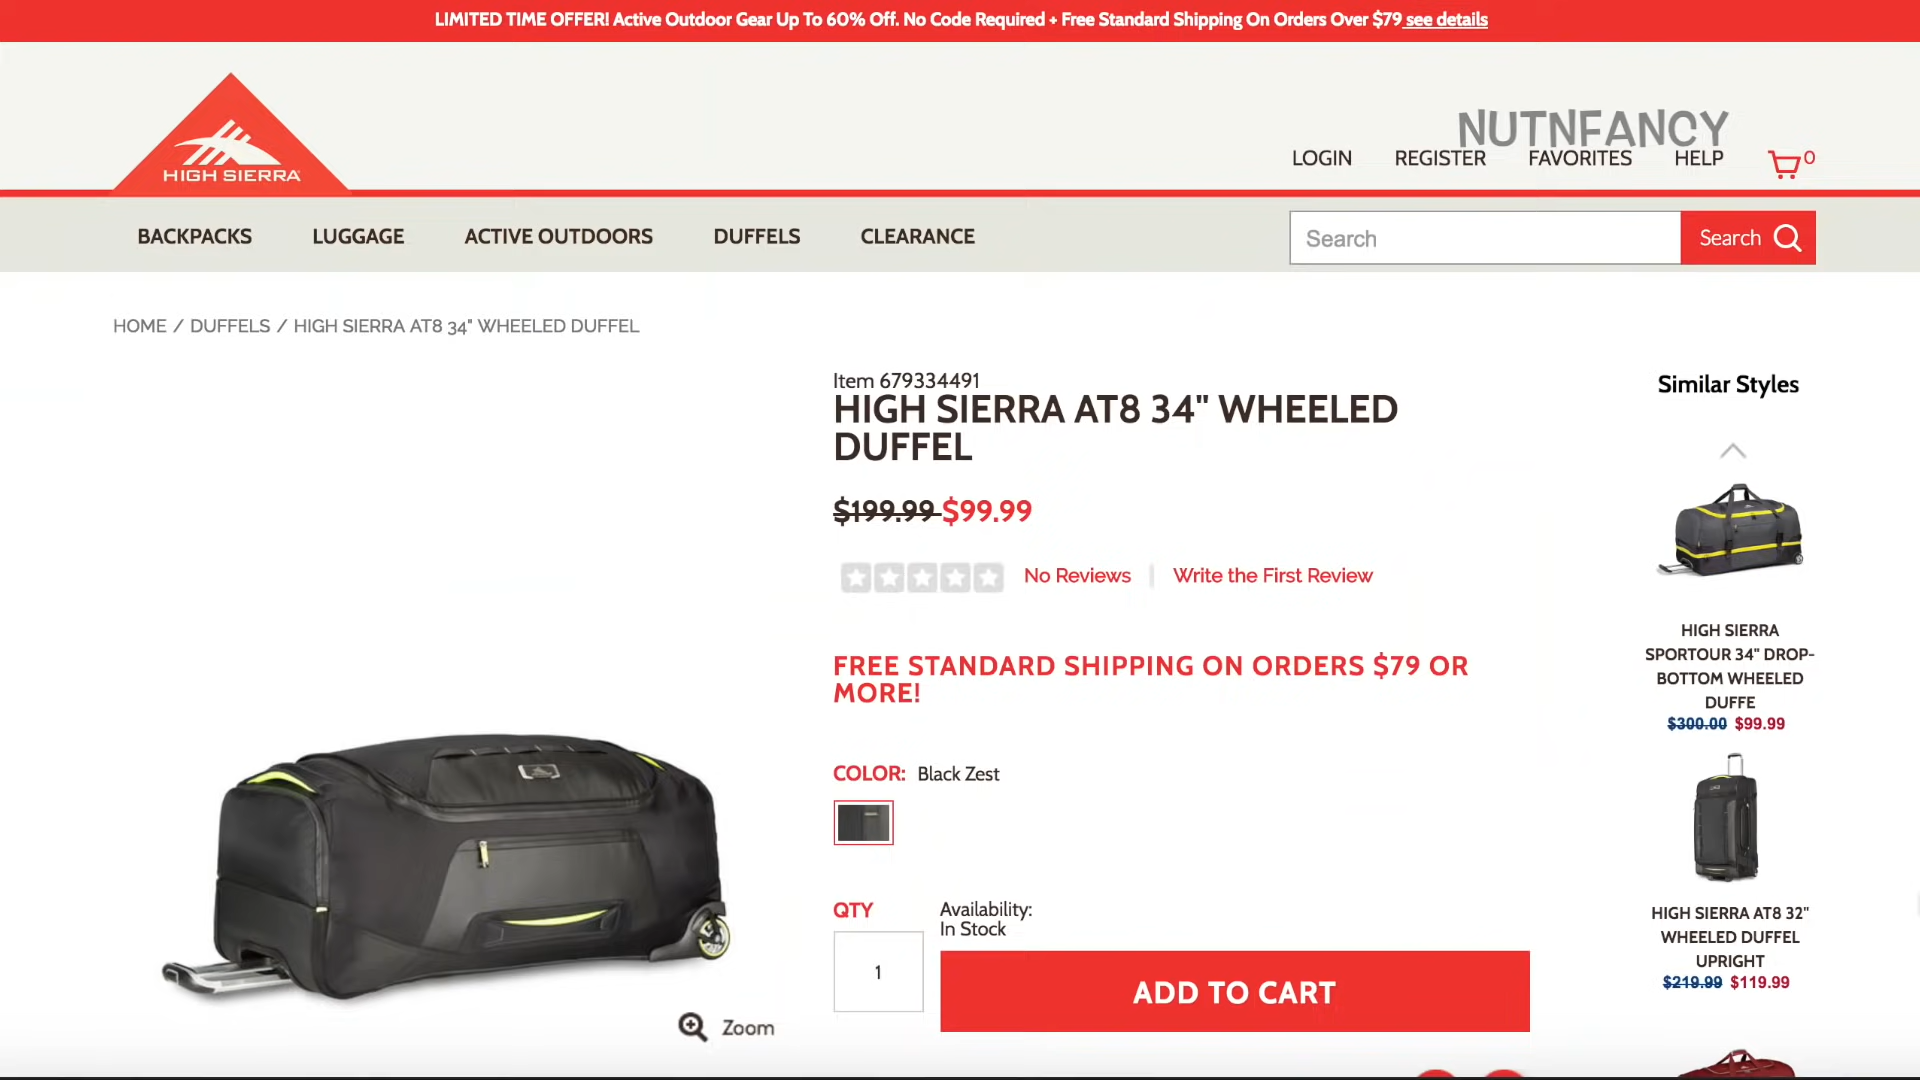 LIMITED TIME OFFER! Active Outdoor Gear Up To 60% Off. No Code Required + Free Standard Shipping On Orders Over $79 see details
HIGH SIERRA
NUTNFANCY
LOGIN REGISTER FAVORITES HELP 0
BACKPACKS LUGGAGE ACTIVE OUTDOORS DUFFELS CLEARANCE
Search Search
HOME / DUFFELS / HIGH SIERRA AT8 34" WHEELED DUFFEL
Item 679334491
HIGH SIERRA AT8 34" WHEELED
DUFFEL
$199.99 $99.99
No Reviews | Write the First Review
FREE STANDARD SHIPPING ON ORDERS $79 OR
MORE!
COLOR: Black Zest
QTY
1
Availability:
In Stock
ADD TO CART
Zoom
Similar Styles
HIGH SIERRA
SPORTOUR 34" DROP-
BOTTOM WHEELED
DUFFE
$300.00 $99.99
HIGH SIERRA AT8 32"
WHEELED DUFFEL
UPRIGHT
$219.99 $119.99